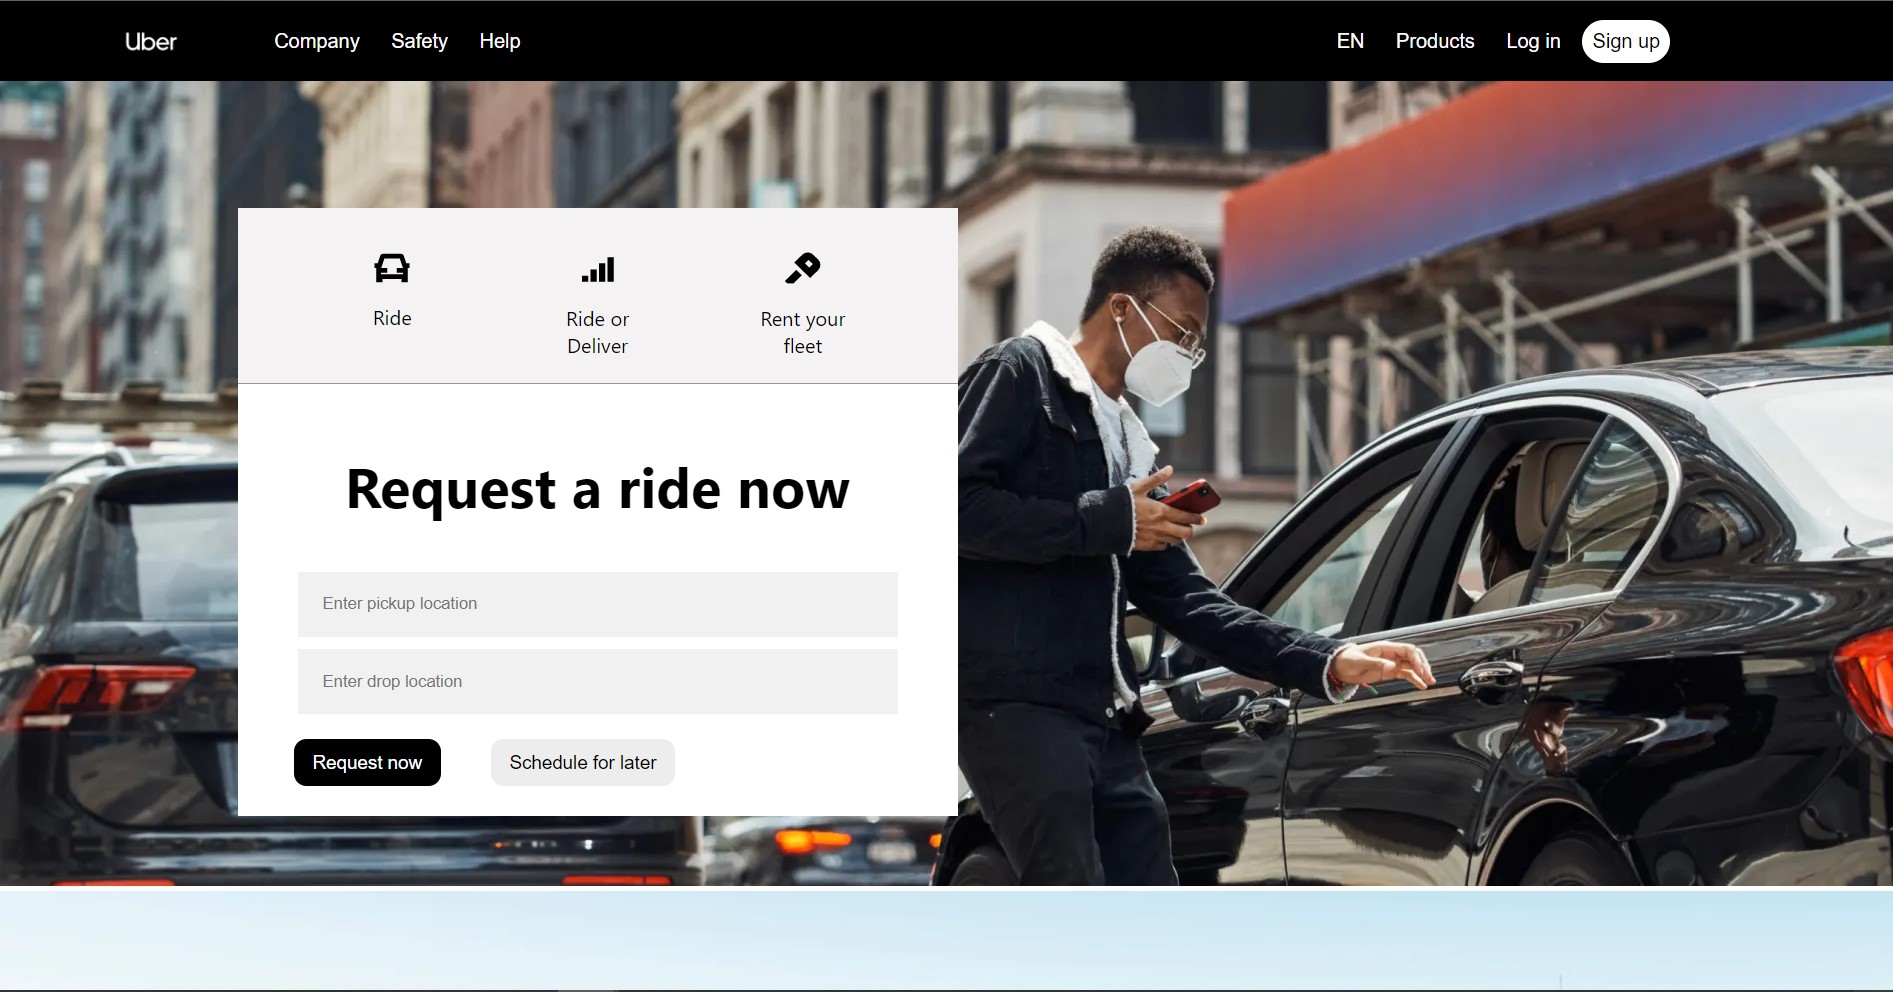 Uber
Company Safety Help
EN Products Log in Sign up
Ride
Ride or
Deliver
Rent your
fleet
Request a ride now
Enter pickup location
Enter drop location
Request now
Schedule for later